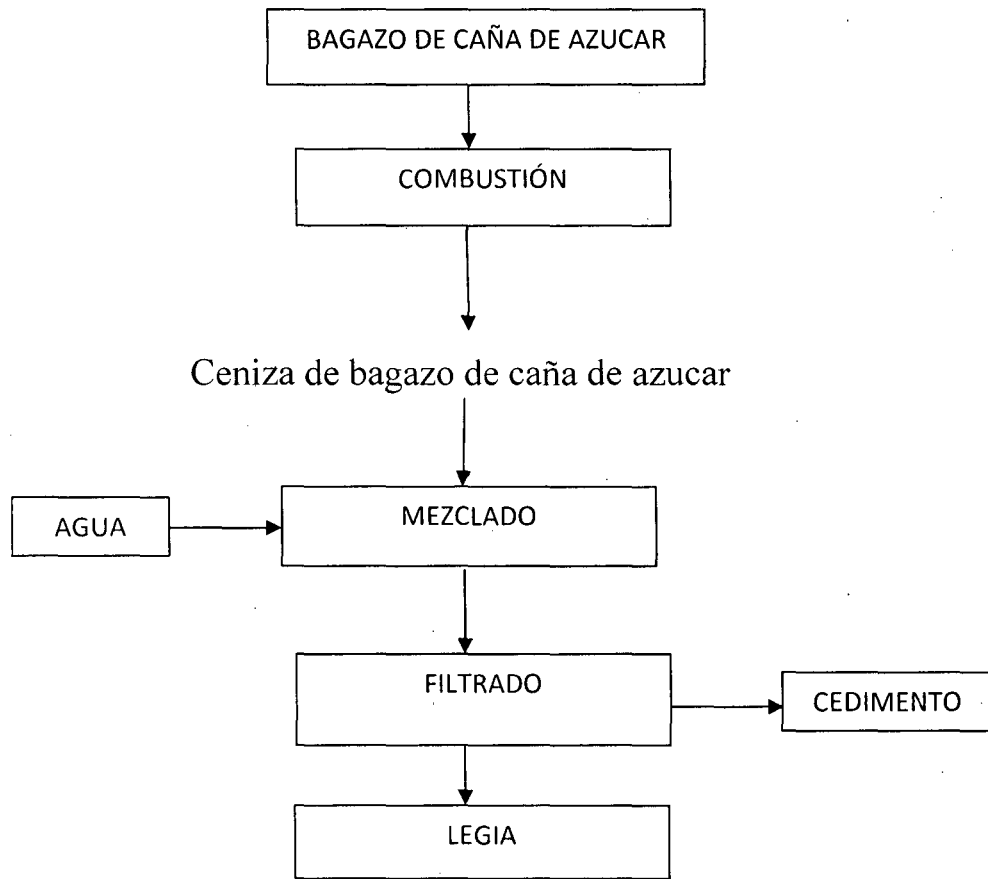 BAGAZO DE CAÑA DE AZUCAR
COMBUSTIÓN
Ceniza de bagazo de caña de azucar
AGUA
MEZCLADO
FILTRADO
CEDIMENTO
LEGIA